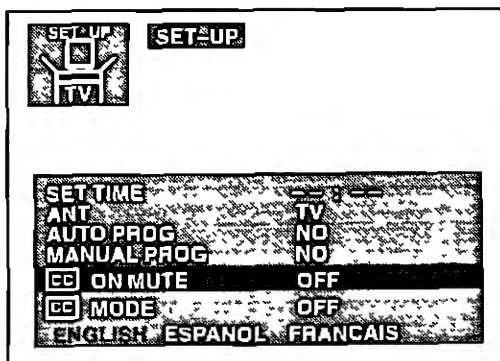 SET-UP SET-UP
TV
SET TIME --:--
ANT TV
AUTO PROG NO
MANUAL PROG NO
CC ON MUTE OFF
CC MODE OFF
ENGLISH ESPANOL FRANCAIS